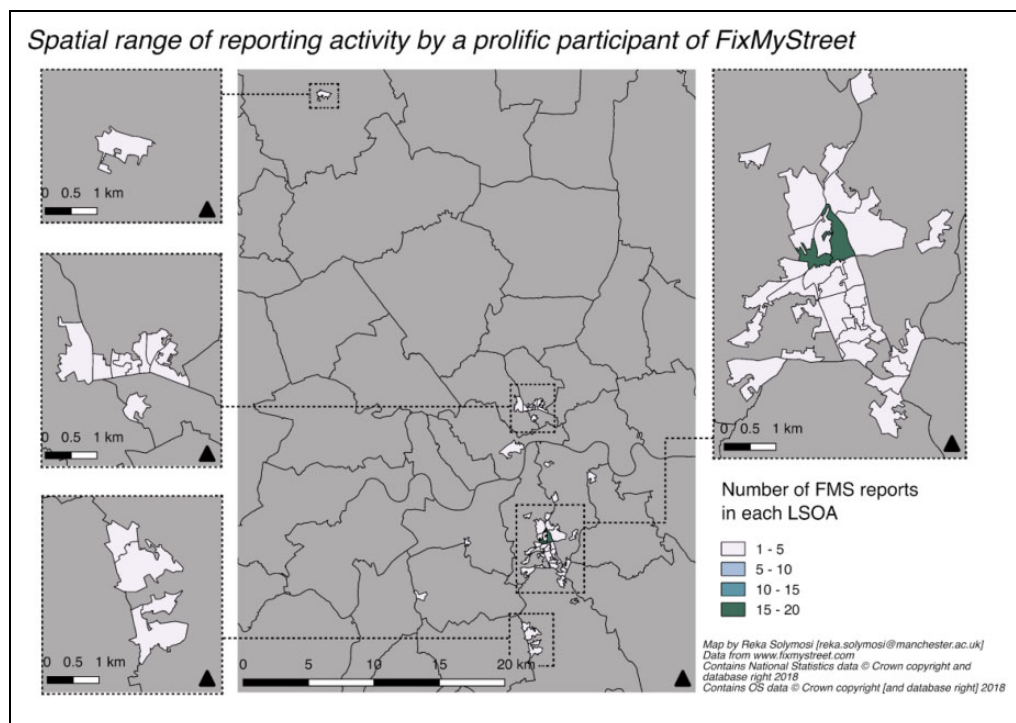 Spatial range of reporting activity by a prolific participant of FixMyStreet
0 0.5 1 km
0 0.5 1 km
0 0.5 1 km
0 5 10 15 20 km
0 0.5 1 km
Number of FMS reports
in each LSOA
1 - 5
5 - 10
10 - 15
15 - 20
Map by Reka Solymosi [reka.solymosi@manchester.ac.uk]
Data from www.fixmystreet.com
Contains National Statistics data © Crown copyright and
database right 2018
Contains OS data © Crown copyright [and database right] 2018